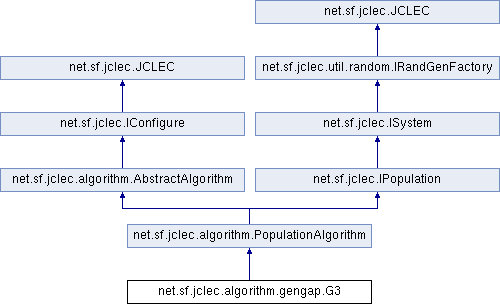 net.sf.jclec.JCLEC
net.sf.jclec.JCLEC
net.sf.jclec.util.random.IRandGenFactory
net.sf.jclec.IConfigure
net.sf.jclec.ISystem
net.sf.jclec.algorithm.AbstractAlgorithm
net.sf.jclec.IPopulation
net.sf.jclec.algorithm.PopulationAlgorithm
net.sf.jclec.algorithm.gengap.G3